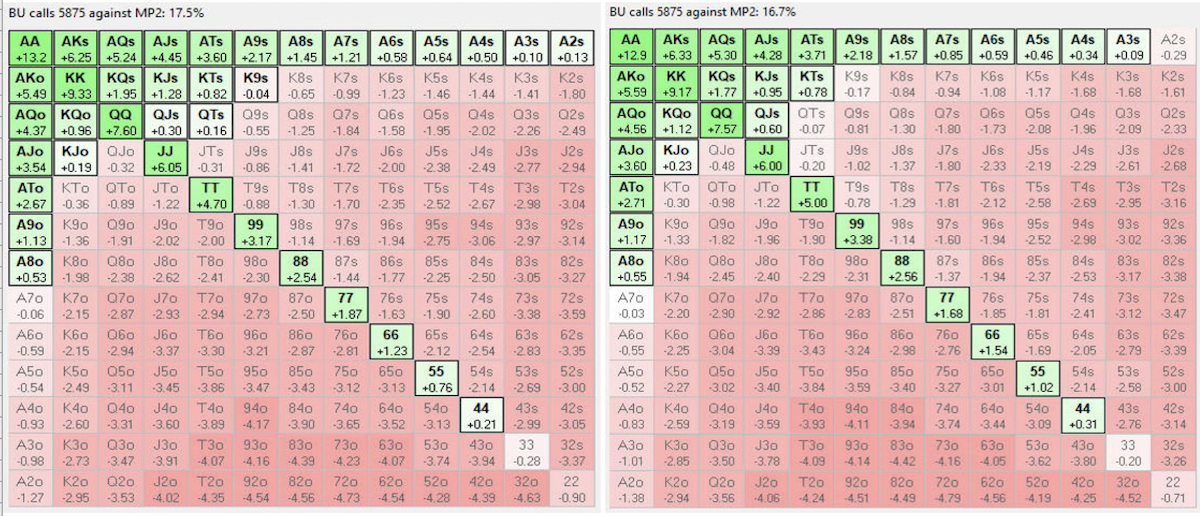 BU calls 5875 against MP2: 17.5%
AA AKs AQs AJs ATs A9s A8s A7s A6s A5s A4s A3s A2s
+13.2 +6.25 +5.24 +4.45 +3.60 +2.17 +1.45 +1.21 +0.58 +0.64 +0.50 +0.10 +0.13
AKo KK KQs KJs KTs K9s K8s K7s K6s K5s K4s K3s K2s
+5.49 +9.33 +1.95 +1.28 +0.82 -0.04 -0.65 -0.99 -1.23 -1.46 -1.44 -1.41 -1.80
AQo KQo QQ QJs QTs Q9s Q8s Q7s Q6s Q5s Q4s Q3s Q2s
+4.37 +0.96 +7.60 +0.30 +0.16 -0.55 -1.25 -1.84 -1.58 -1.95 -2.02 -2.26 -2.49
AJo KJo QJo JJ JTs J9s J8s J7s J6s J5s J4s J3s J2s
+3.54 +0.19 -0.32 +6.05 -0.31 -0.86 -1.41 -1.72 -2.00 -2.38 -2.49 -2.77 -2.94
ATo KTo QTo JTo TT T9s T8s T7s T6s T5s T4s T3s T2s
+2.67 -0.36 -0.89 -1.22 +4.70 -0.88 -1.30 -1.70 -2.35 -2.52 -2.67 -2.98 -3.04
A9o K9o Q9o J9o T9o 99 98s 97s 96s 95s 94s 93s 92s
+1.13 -1.36 -1.91 -2.02 -2.00 +3.17 -1.14 -1.69 -1.94 -2.75 -3.06 -2.97 -3.14
A8o K8o Q8o J8o T8o 98o 88 87s 86s 85s 84s 83s 82s
+0.53 -1.98 -2.38 -2.62 -2.41 -2.30 +2.54 -1.44 -1.77 -2.25 -2.50 -3.05 -3.27
A7o K7o Q7o J7o T7o 97o 87o 77 76s 75s 74s 73s 72s
-0.06 -2.15 -2.87 -2.93 -2.94 -2.73 -2.50 +1.87 -1.63 -1.90 -2.60 -3.38 -3.59
A6o K6o Q6o J6o T6o 96o 86o 76o 66 65s 64s 63s 62s
-0.59 -2.15 -2.94 -3.37 -3.30 -3.21 -2.87 -2.81 +1.23 -2.12 -2.54 -2.83 -3.35
A5o K5o Q5o J5o T5o 95o 85o 75o 65o 55 54s 53s 52s
-0.54 -2.49 -3.11 -3.45 -3.86 -3.47 -3.43 -3.12 -3.13 +0.76 -2.14 -2.69 -3.00
A4o K4o Q4o J4o T4o 94o 84o 74o 64o 54o 44 43s 42s
-0.93 -2.60 -3.31 -3.60 -3.89 -4.17 -3.90 -3.65 -3.52 -3.13 +0.21 -2.99 -3.05
A3o K3o Q3o J3o T3o 93o 83o 73o 63o 53o 43o 33 32s
-0.98 -2.73 -3.47 -3.91 -4.07 -4.16 -4.39 -4.23 -4.07 -3.74 -3.94 -0.28 -3.37
A2o K2o Q2o J2o T2o 92o 82o 72o 62o 52o 42o 32o 22
-1.27 -2.95 -3.53 -4.02 -4.35 -4.54 -4.56 -4.73 -4.54 -4.28 -4.39 -4.63 -0.90
BU calls 5875 against MP2: 16.7%
AA AKs AQs AJs ATs A9s A8s A7s A6s A5s A4s A3s A2s
+12.9 +6.33 +5.30 +4.28 +3.71 +2.18 +1.57 +0.85 +0.59 +0.46 +0.34 +0.09 -0.29
AKo KK KQs KJs KTs K9s K8s K7s K6s K5s K4s K3s K2s
+5.59 +9.17 +1.77 +0.95 +0.78 -0.17 -0.84 -0.94 -1.08 -1.17 -1.68 -1.68 -1.61
AQo KQo QQ QJs QTs Q9s Q8s Q7s Q6s Q5s Q4s Q3s Q2s
+4.56 +1.12 +7.57 +0.60 -0.07 -0.81 -1.30 -1.80 -1.73 -2.08 -1.96 -2.09 -2.33
AJo KJo QJo JJ JTs J9s J8s J7s J6s J5s J4s J3s J2s
+3.60 +0.23 -0.48 +6.00 -0.20 -1.02 -1.37 -1.80 -2.33 -2.19 -2.29 -2.61 -2.68
ATo KTo QTo JTo TT T9s T8s T7s T6s T5s T4s T3s T2s
+2.71 -0.30 -0.98 -1.22 +5.00 -0.78 -1.29 -1.81 -2.12 -2.58 -2.69 -2.95 -3.16
A9o K9o Q9o J9o T9o 99 98s 97s 96s 95s 94s 93s 92s
+1.17 -1.33 -1.82 -1.96 -1.90 +3.38 -1.14 -1.60 -1.94 -2.52 -2.98 -3.02 -3.36
A8o K8o Q8o J8o T8o 98o 88 87s 86s 85s 84s 83s 82s
+0.55 -1.94 -2.45 -2.40 -2.29 -2.31 +2.56 -1.37 -1.94 -2.37 -2.53 -3.17 -3.38
A7o K7o Q7o J7o T7o 97o 87o 77 76s 75s 74s 73s 72s
-0.03 -2.20 -2.90 -2.92 -2.86 -2.83 -2.51 +1.68 -1.85 -1.81 -2.41 -3.12 -3.47
A6o K6o Q6o J6o T6o 96o 86o 76o 66 65s 64s 63s 62s
-0.55 -2.25 -3.04 -3.39 -3.43 -3.24 -2.98 -2.76 +1.54 -1.69 -2.05 -2.79 -3.39
A5o K5o Q5o J5o T5o 95o 85o 75o 65o 55 54s 53s 52s
-0.52 -2.27 -3.02 -3.40 -3.84 -3.59 -3.40 -3.27 -3.01 +1.02 -2.14 -2.58 -3.00
A4o K4o Q4o J4o T4o 94o 84o 74o 64o 54o 44 43s 42s
-0.83 -2.59 -3.19 -3.59 -3.93 -4.11 -3.94 -3.74 -3.44 -3.09 +0.31 -2.76 -3.14
A3o K3o Q3o J3o T3o 93o 83o 73o 63o 53o 43o 33 32s
-1.01 -2.85 -3.50 -3.78 -4.09 -4.14 -4.42 -4.16 -4.05 -3.62 -3.80 -0.20 -3.26
A2o K2o Q2o J2o T2o 92o 82o 72o 62o 52o 42o 32o 22
-1.38 -2.94 -3.56 -4.06 -4.24 -4.51 -4.49 -4.79 -4.56 -4.19 -4.25 -4.52 -0.71